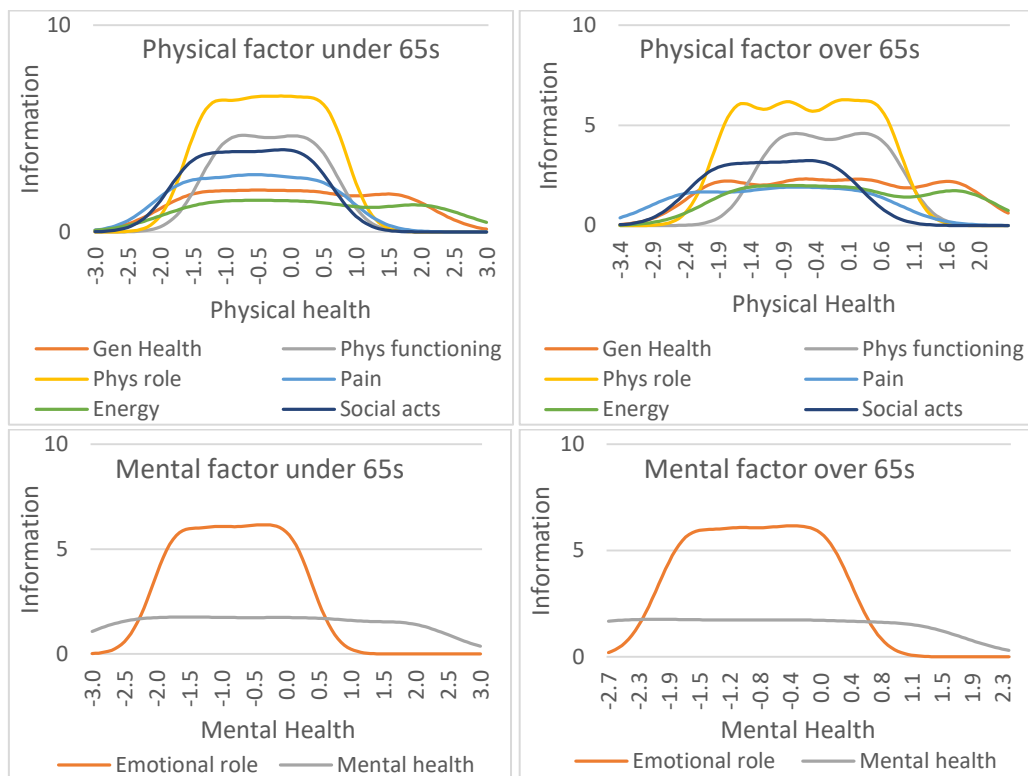 Physical factor under 65s
10
0
Information
-3.0 -2.5 -2.0 -1.5 -1.0 -0.5 0.0 0.5 1.0 1.5 2.0 2.5 3.0
Physical health
Gen Health Phys functioning
Phys role Pain
Energy Social acts
Physical factor over 65s
10
5
0
Information
-3.4 -2.9 -2.4 -1.9 -1.4 -0.9 -0.4 0.1 0.6 1.1 1.6 2.0
Physical Health
Gen Health Phys functioning
Phys role Pain
Energy Social acts
Mental factor under 65s
10
5
0
Information
-3.0 -2.5 -2.0 -1.5 -1.0 -0.5 0.0 0.5 1.0 1.5 2.0 2.5 3.0
Mental Health
Emotional role Mental health
Mental factor over 65s
10
5
0
Information
-2.7 -2.3 -1.9 -1.5 -1.2 -0.8 -0.4 0.0 0.4 0.8 1.1 1.5 1.9 2.3
Mental Health
Emotional role Mental health